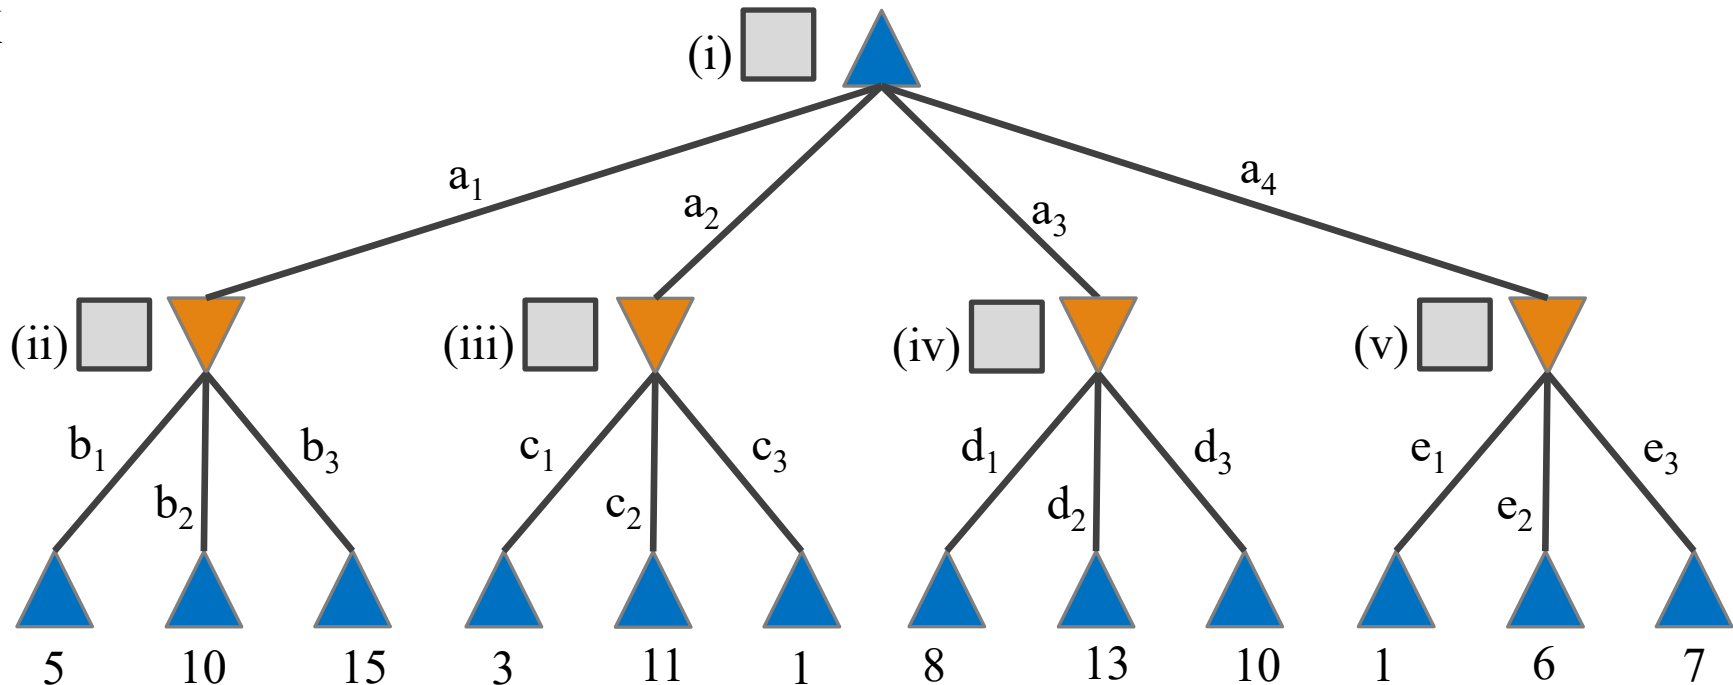 (i)
a₁ a₂ a₃ a₄
(ii) (iii) (iv) (v)
b₁ b₂ b₃ c₁ c₂ c₃ d₁ d₂ d₃ e₁ e₂ e₃
5 10 15 3 11 1 8 13 10 1 6 7